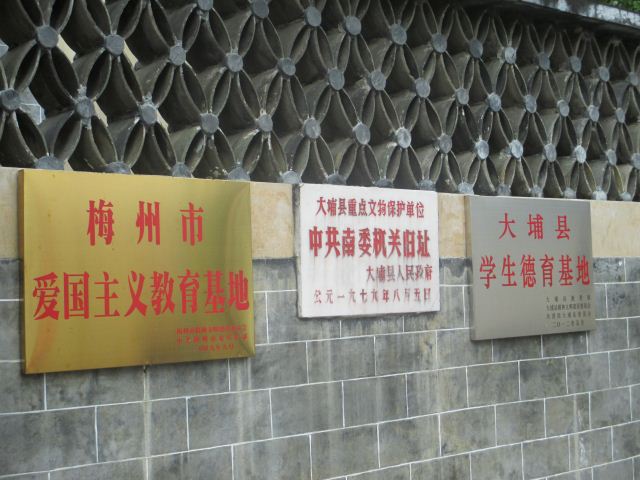 梅州市
爱国主义教育基地
大埔县重点文物保护单位
中共南委机关旧址
大埔县人民政府
公元一九七九年八月五日
大埔县
学生德育基地